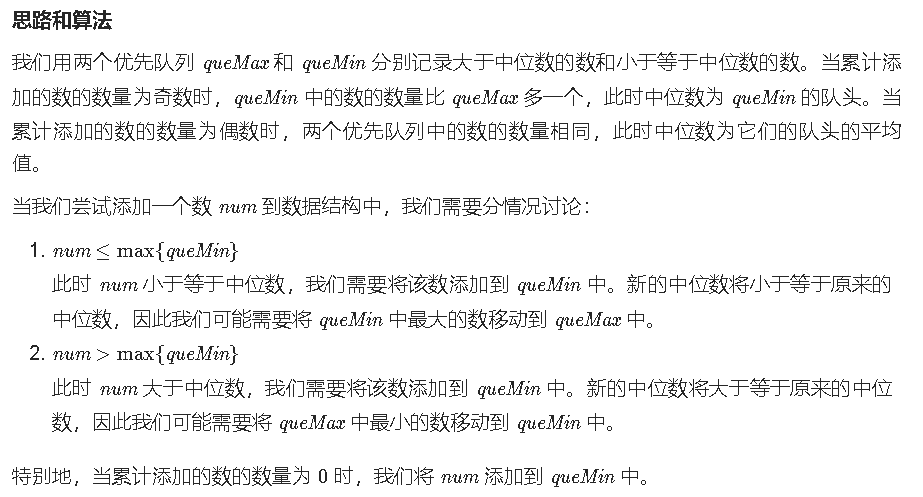 思路和算法
我们用两个优先队列 queMax 和 queMin 分别记录大于中位数的数和小于等于中位数的数。当累计添
加的数的数量为奇数时，queMin 中的数的数量比 queMax 多一个，此时中位数为 queMin 的队头。当
累计添加的数的数量为偶数时，两个优先队列中的数的数量相同，此时中位数为它们的队头的平均
值。
当我们尝试添加一个数 num 到数据结构中，我们需要分情况讨论：
1. num ≤ max{queMin}
此时 num 小于等于中位数，我们需要将该数添加到 queMin 中。新的中位数将小于等于原来的
中位数，因此我们可能需要将 queMin 中最大的数移动到 queMax 中。
2. num > max{queMin}
此时 num 大于中位数，我们需要将该数添加到 queMin 中。新的中位数将大于等于原来的中位
数，因此我们可能需要将 queMax 中最小的数移动到 queMin 中。
特别地，当累计添加的数的数量为 0 时，我们将 num 添加到 queMin 中。